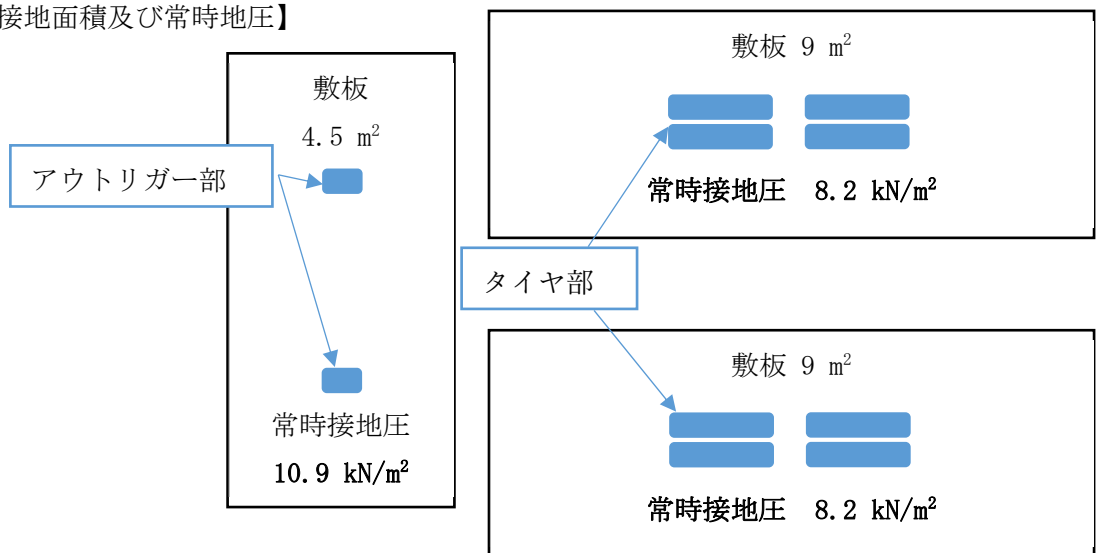 接地面積及び常時地圧】
敷板
4.5 m²
アウトリガー部
常時接地圧
10.9 kN/m²
敷板 9 m²
常時接地圧 8.2 kN/m²
タイヤ部
敷板 9 m²
常時接地圧 8.2 kN/m²